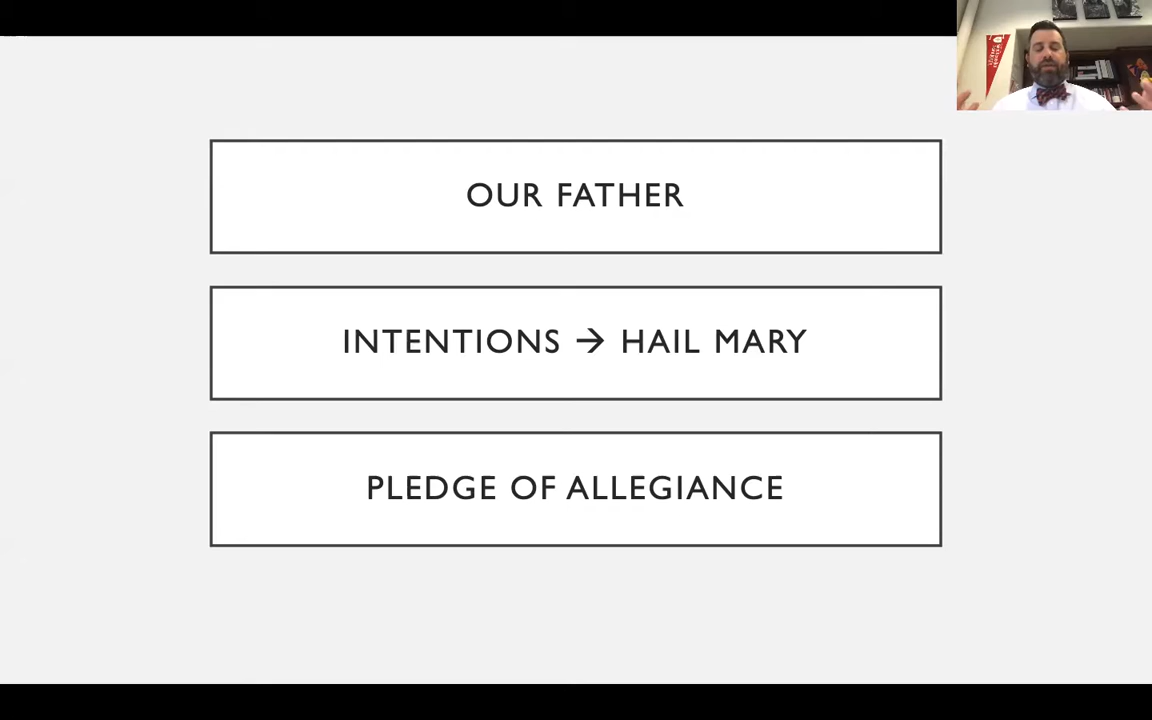 OUR FATHER
INTENTIONS → HAIL MARY
PLEDGE OF ALLEGIANCE